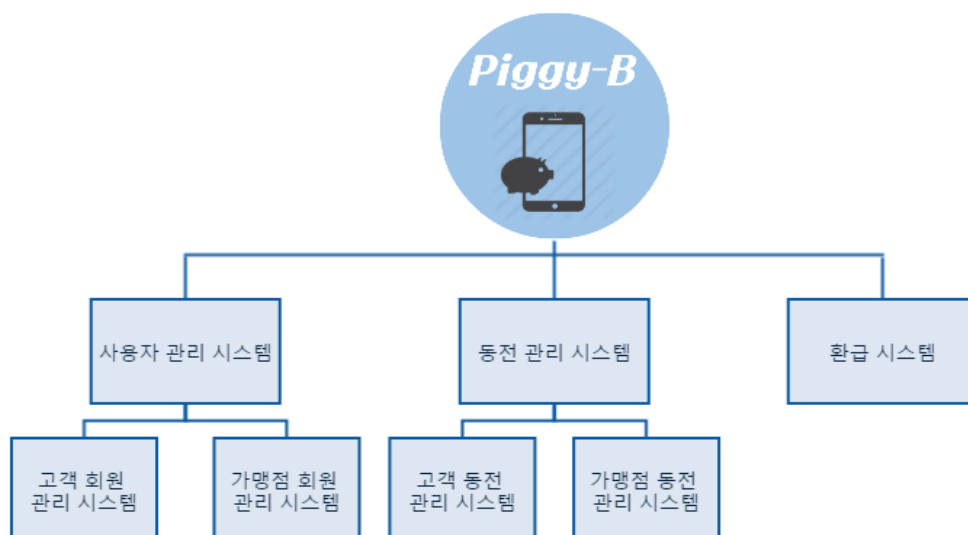 Piggy-B
사용자 관리 시스템
동전 관리 시스템
환급 시스템
고객 회원
관리 시스템
가맹점 회원
관리 시스템
고객 동전
관리 시스템
가맹점 동전
관리 시스템